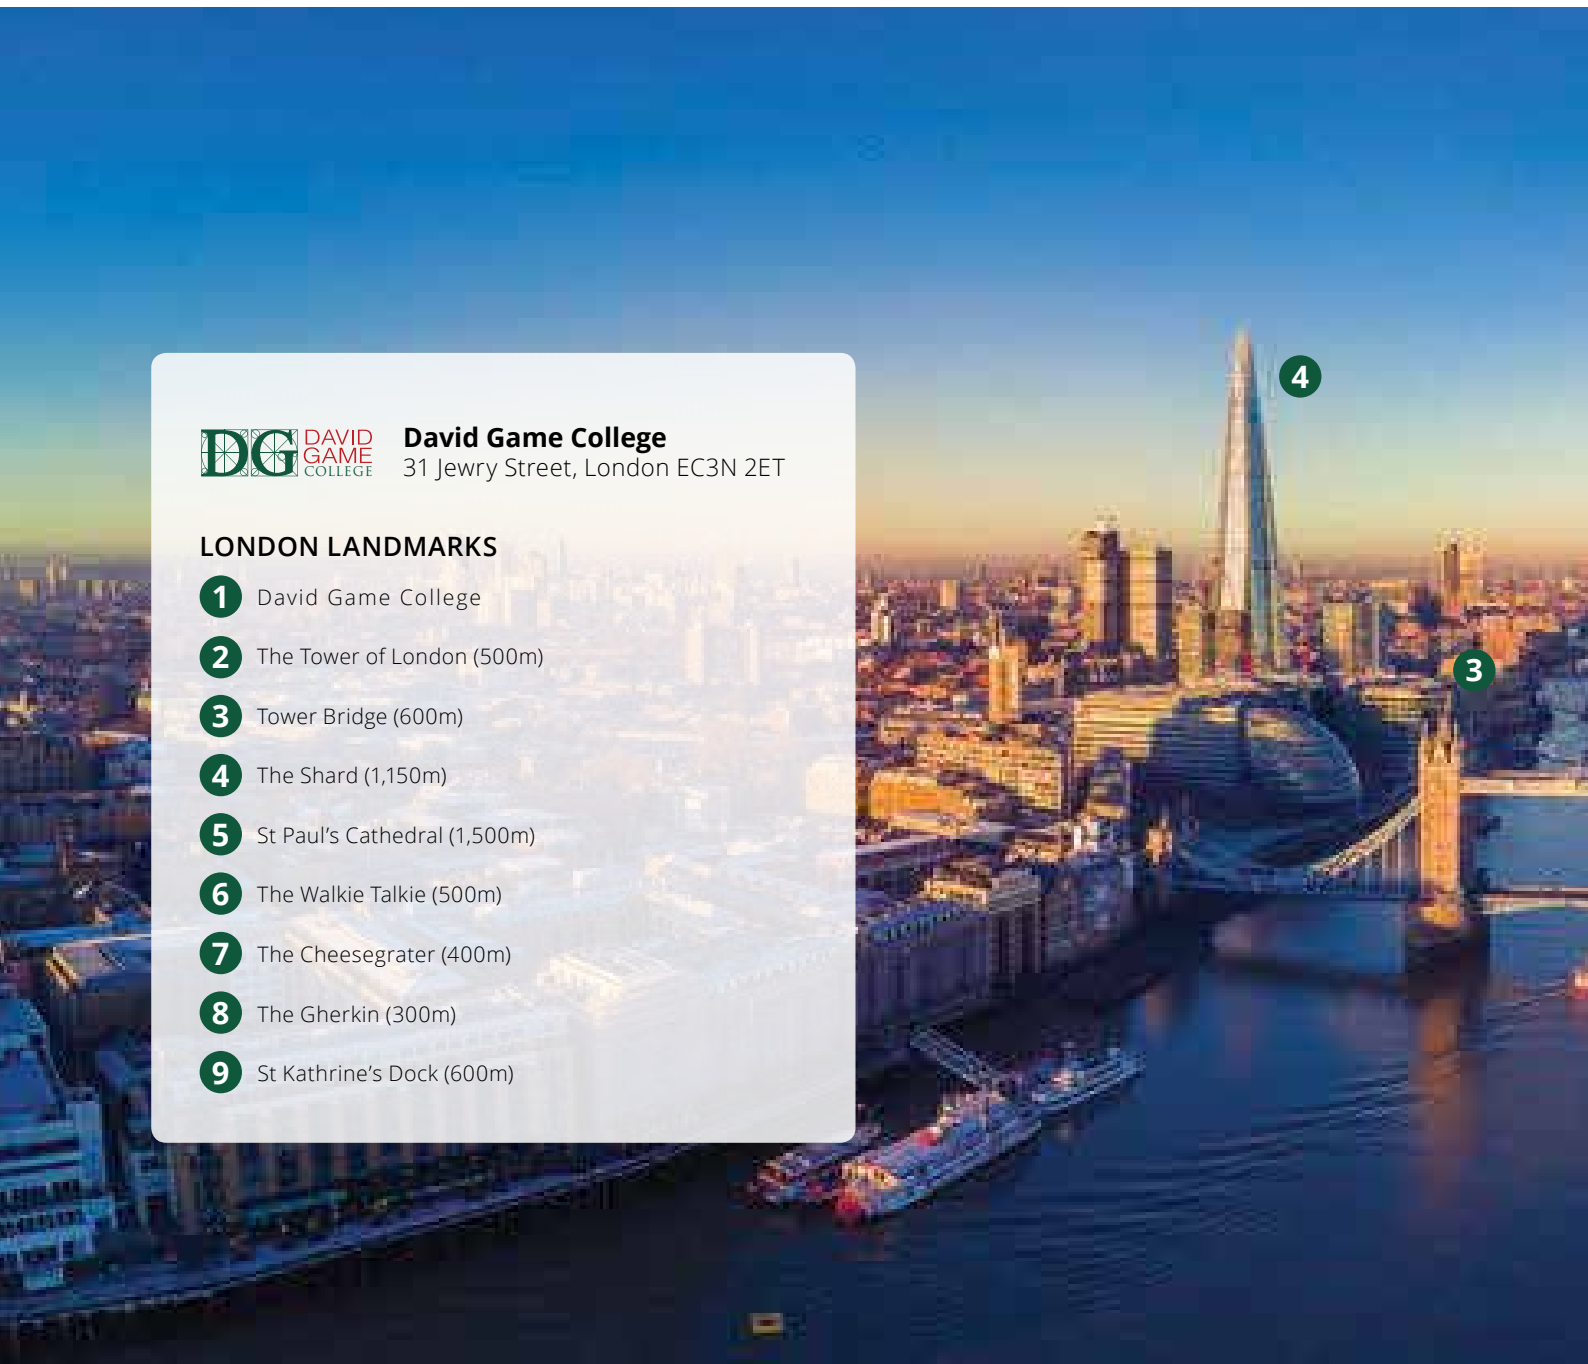 DG DAVID
GAME
COLLEGE
David Game College
31 Jewry Street, London EC3N 2ET
LONDON LANDMARKS
1 David Game College
2 The Tower of London (500m)
3 Tower Bridge (600m)
4 The Shard (1,150m)
5 St Paul’s Cathedral (1,500m)
6 The Walkie Talkie (500m)
7 The Cheesegrater (400m)
8 The Gherkin (300m)
9 St Kathrine’s Dock (600m)
4
3